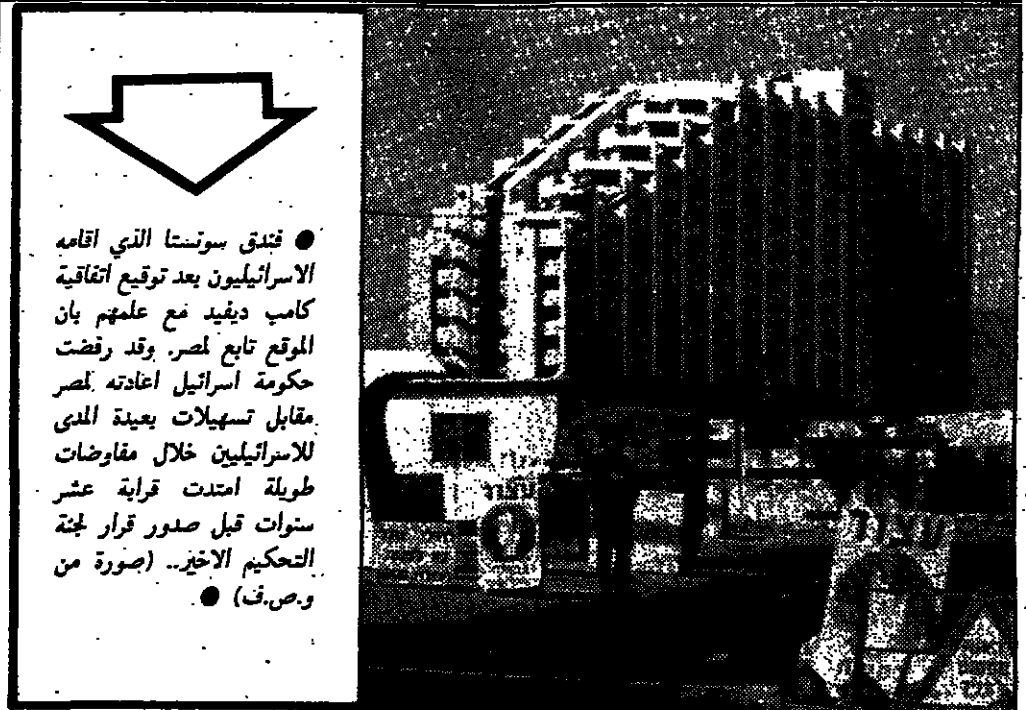 ● فندق سونستا الذي اقامه
الاسرائيليون بعد توقيع اتفاقية
كامب ديفيد مع علمهم بان
الموقع تابع لمصر. وقد رفضت
حكومة اسرائيل اعادته لمصر
مقابل تسهيلات بعيدة المدى
للاسرائيليين خلال مفاوضات
طويلة امتدت قرابة عشر
سنوات قبل صدور قرار لجنة
التحكيم الاخير.. (صورة من
و.ص.ف) ●
עצור
עצור